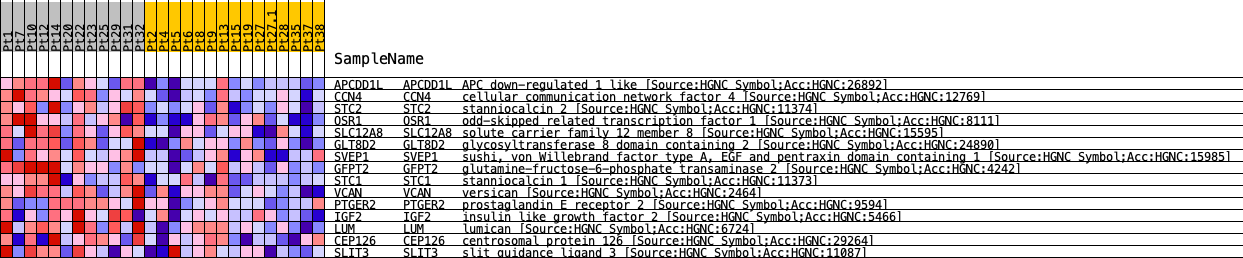 Pt1 Pt7 Pt10 Pt12 Pt14 Pt20 Pt22 Pt23 Pt25 Pt29 Pt31 Pt32 Pt2 Pt4 Pt5 Pt6 Pt8 Pt9 Pt13 Pt15 Pt19 Pt27 Pt27.1 Pt28 Pt35 Pt37 Pt38
SampleName
APCDD1L APCDD1L APC down-regulated 1 like [Source:HGNC Symbol;Acc:HGNC:26892]
CCN4 CCN4 cellular communication network factor 4 [Source:HGNC Symbol;Acc:HGNC:12769]
STC2 STC2 stanniocalcin 2 [Source:HGNC Symbol;Acc:HGNC:11374]
OSR1 OSR1 odd-skipped related transcription factor 1 [Source:HGNC Symbol;Acc:HGNC:8111]
SLC12A8 SLC12A8 solute carrier family 12 member 8 [Source:HGNC Symbol;Acc:HGNC:15595]
GLT8D2 GLT8D2 glycosyltransferase 8 domain containing 2 [Source:HGNC Symbol;Acc:HGNC:24890]
SVEP1 SVEP1 sushi, von Willebrand factor type A, EGF and pentraxin domain containing 1 [Source:HGNC Symbol;Acc:HGNC:15985]
GFPT2 GFPT2 glutamine-fructose-6-phosphate transaminase 2 [Source:HGNC Symbol;Acc:HGNC:4242]
STC1 STC1 stanniocalcin 1 [Source:HGNC Symbol;Acc:HGNC:11373]
VCAN VCAN versican [Source:HGNC Symbol;Acc:HGNC:2464]
PTGER2 PTGER2 prostaglandin E receptor 2 [Source:HGNC Symbol;Acc:HGNC:9594]
IGF2 IGF2 insulin like growth factor 2 [Source:HGNC Symbol;Acc:HGNC:5466]
LUM LUM lumican [Source:HGNC Symbol;Acc:HGNC:6724]
CEP126 CEP126 centrosomal protein 126 [Source:HGNC Symbol;Acc:HGNC:29264]
SLIT3 SLIT3 slit guidance ligand 3 [Source:HGNC Symbol;Acc:HGNC:11087]